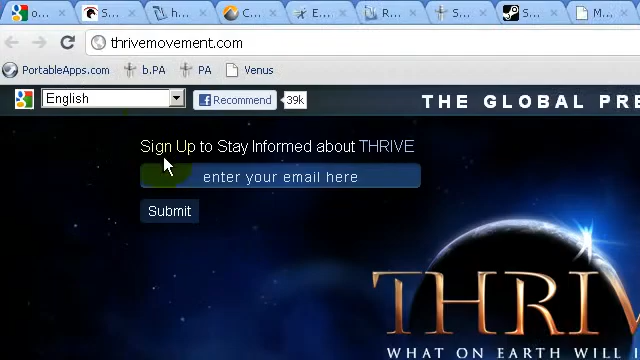 o...
S...
h...
C...
E...
R...
S...
S...
M...
thrivemovement.com
PortableApps.com b.PA PA Venus
English Recommend 39k THE GLOBAL PRE
Sign Up to Stay Informed about THRIVE
enter your email here
Submit
THRIV
WHAT ON EARTH WILL I